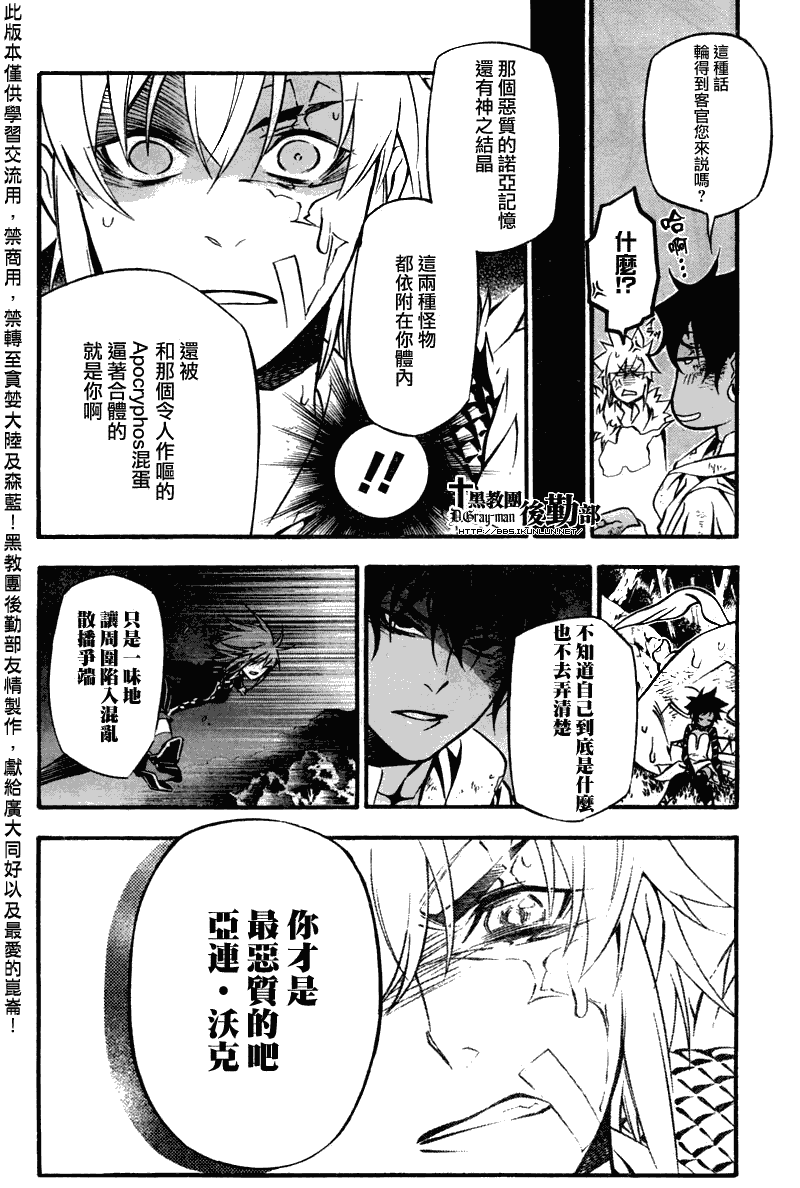 這種話
輪得到客官您來說嗎？
哈啊…
什麼!?
那個惡質的諾亞記憶
還有神之結晶
這兩種怪物
都依附在你體內
還被
和那個令人作嘔的
Apocryphos混蛋
逼著合體的
就是你啊
!!
黑教團
D.Gray-man
後勤部
HTTP://BBS.IKUNLUN.NET/
不知道自己到底是什麼
也不去弄清楚
只是一味地
讓周圍陷入混亂
散播爭端
你才是
最惡質的吧
亞連・沃克
此版本僅供學習交流用，禁商用，禁轉至貪婪大陸及森藍！黑教團後勤部友情製作，獻給廣大同好以及最愛的崑崙！